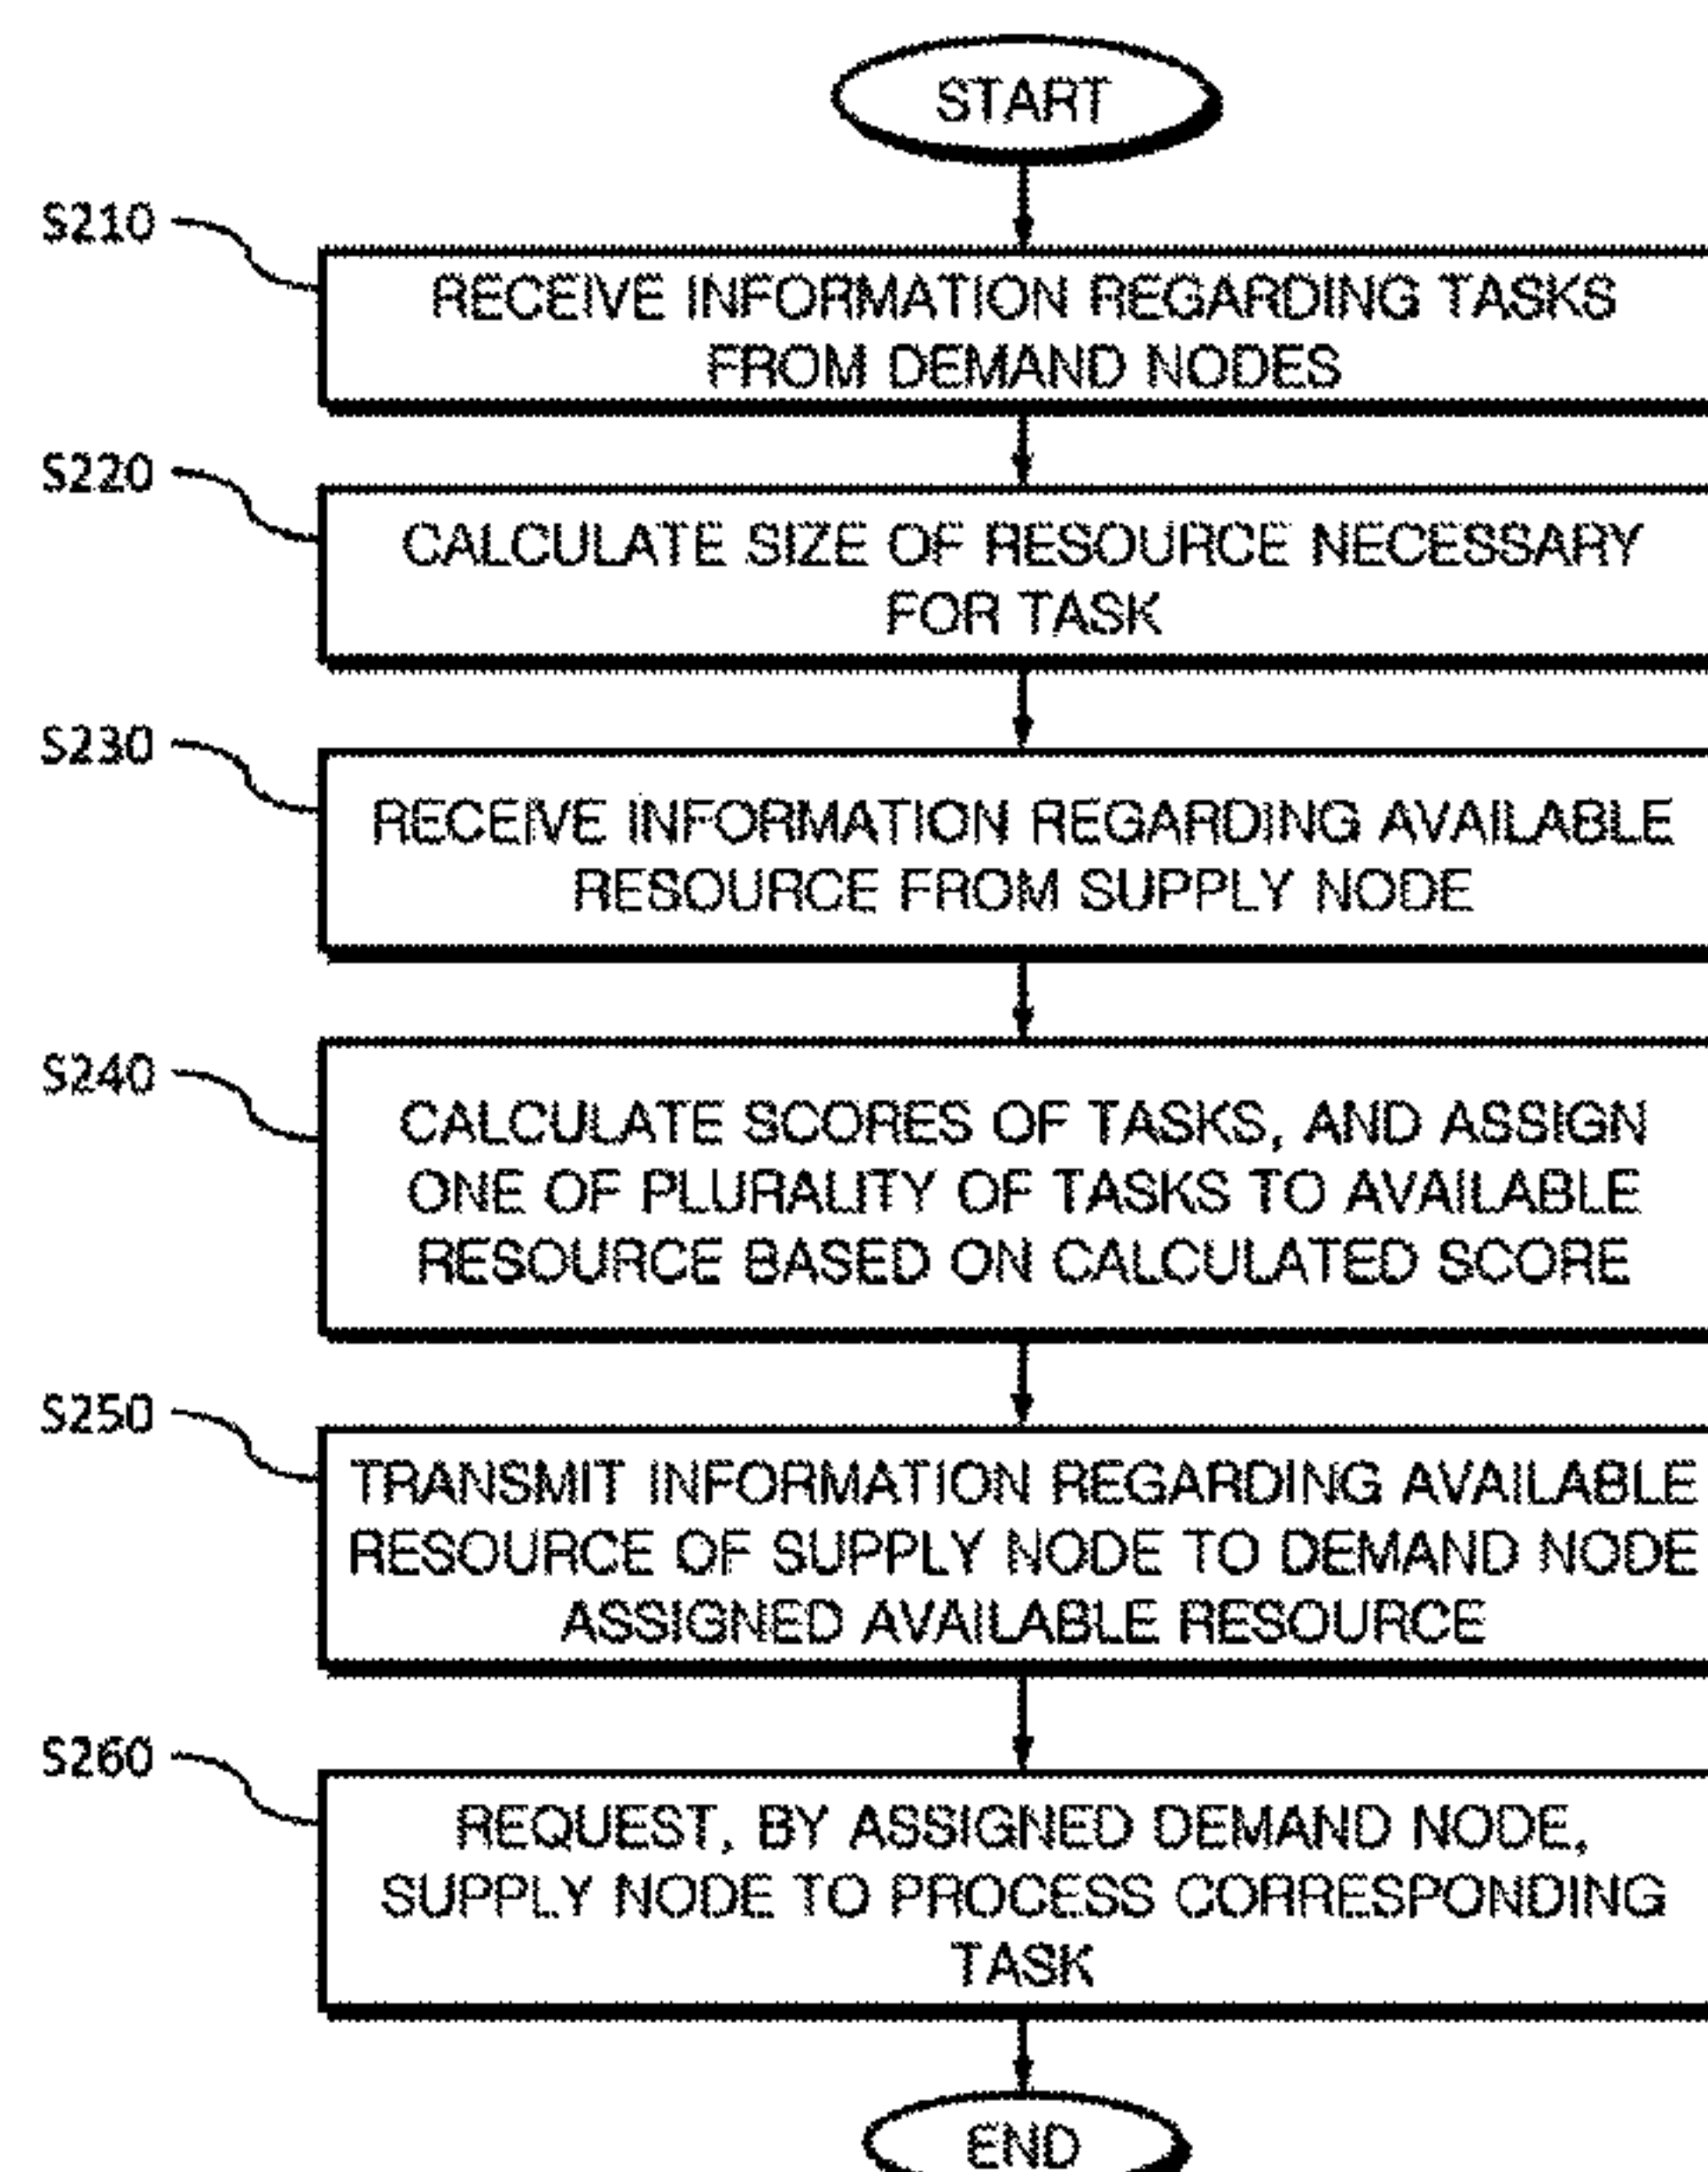 START
S210
RECEIVE INFORMATION REGARDING TASKS
FROM DEMAND NODES
S220
CALCULATE SIZE OF RESOURCE NECESSARY
FOR TASK
S230
RECEIVE INFORMATION REGARDING AVAILABLE
RESOURCE FROM SUPPLY NODE
S240
CALCULATE SCORES OF TASKS, AND ASSIGN
ONE OF PLURALITY OF TASKS TO AVAILABLE
RESOURCE BASED ON CALCULATED SCORE
S250
TRANSMIT INFORMATION REGARDING AVAILABLE
RESOURCE OF SUPPLY NODE TO DEMAND NODE
ASSIGNED AVAILABLE RESOURCE
S260
REQUEST, BY ASSIGNED DEMAND NODE,
SUPPLY NODE TO PROCESS CORRESPONDING
TASK
END